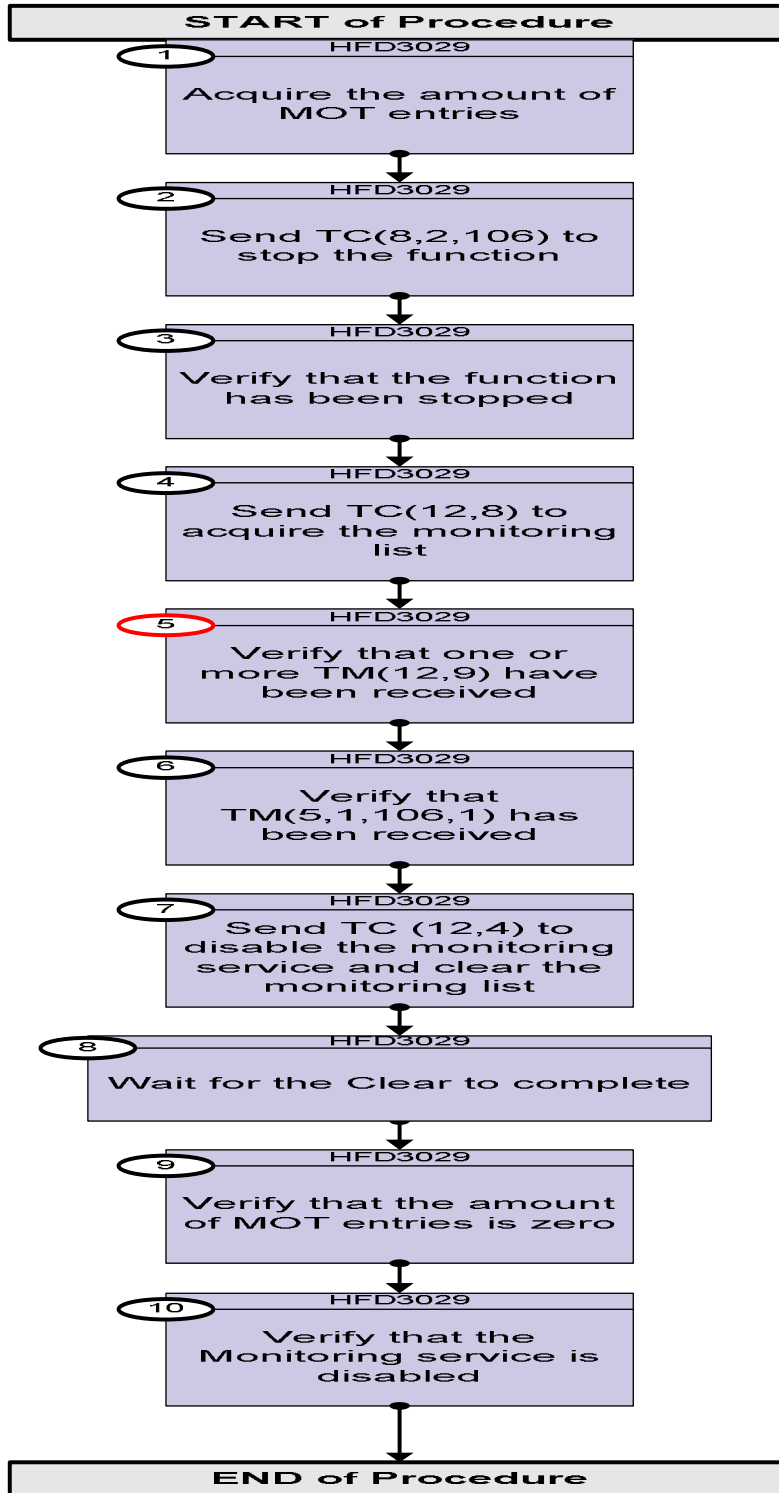 START of Procedure
HFD3029
1
Acquire the amount of
MOT entries
HFD3029
2
Send TC(8,2,106) to
stop the function
HFD3029
3
Verify that the function
has been stopped
HFD3029
4
Send TC(12,8) to
acquire the monitoring
list
HFD3029
5
Verify that one or
more TM(12,9) have
been received
HFD3029
6
Verify that
TM(5,1,106,1) has
been received
HFD3029
7
Send TC (12,4) to
disable the monitoring
service and clear the
monitoring list
HFD3029
8
Wait for the Clear to complete
HFD3029
9
Verify that the amount
of MOT entries is zero
HFD3029
10
Verify that the
Monitoring service is
disabled
END of Procedure